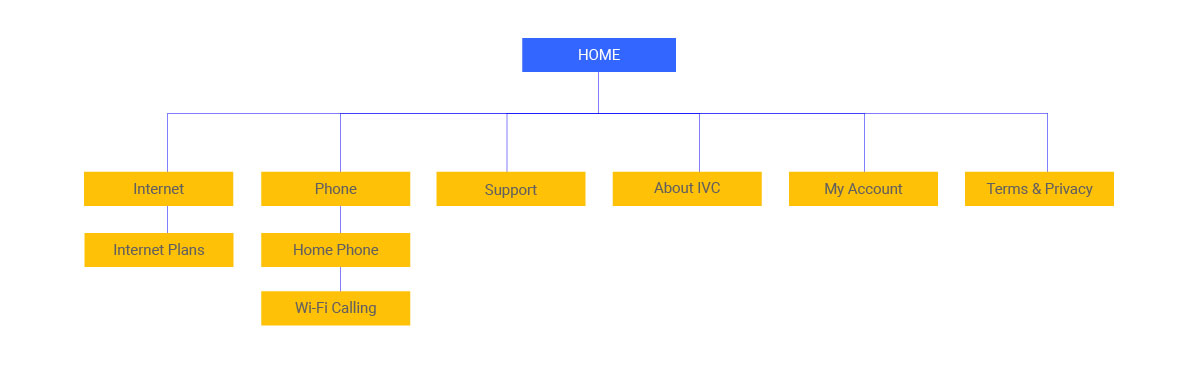 HOME
Internet
Phone
Support
About IVC
My Account
Terms & Privacy
Internet Plans
Home Phone
Wi-Fi Calling